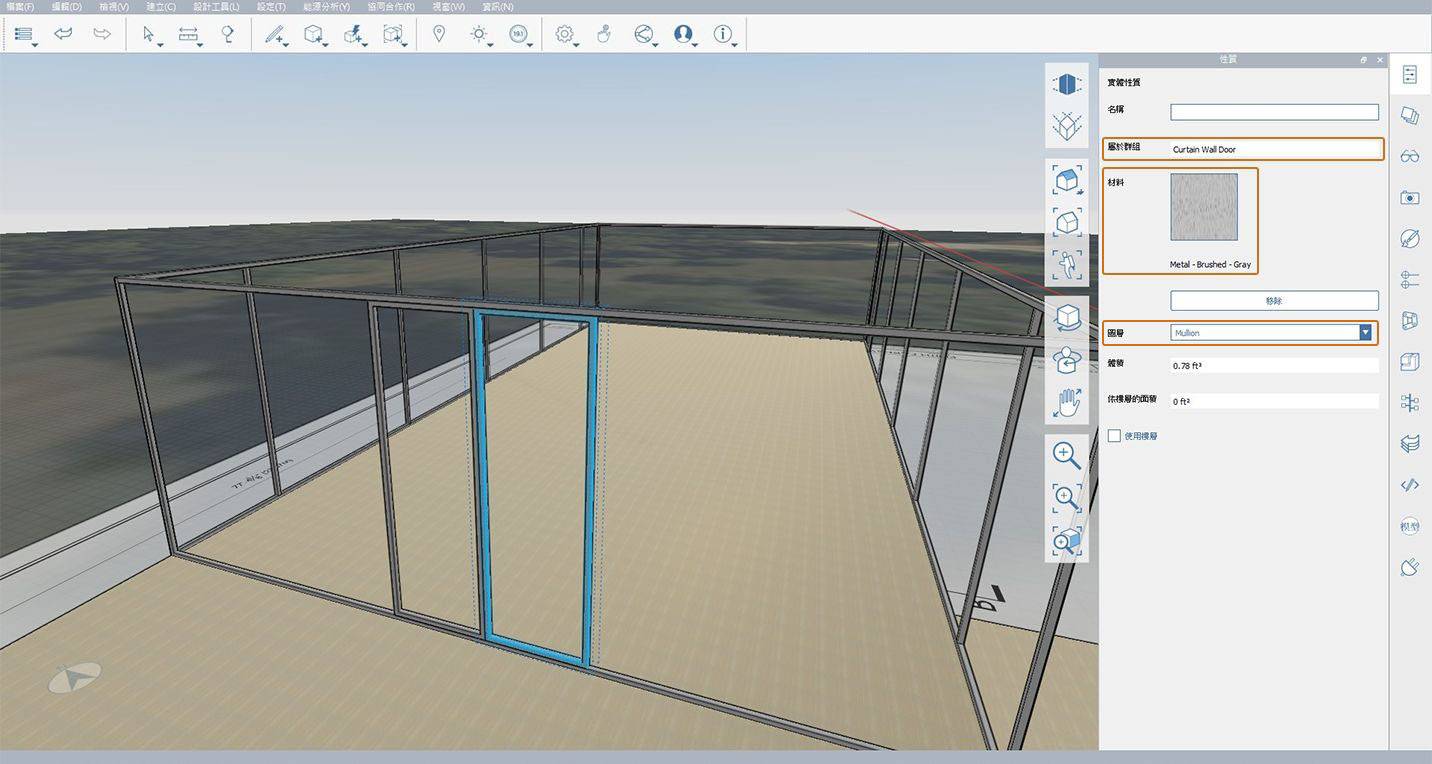 檔案(F) 編輯(D) 檢視(V) 建立(C) 設計工具(L) 設定(T) 能源分析(Y) 協同合作(R) 視窗(W) 資訊(N)
19.1
性質
實體性質
名稱
屬於群組 Curtain Wall Door
材料
Metal - Brushed - Gray
移除
圖層 Mullion
體積 0.78 ft³
依樓層的面積 0 ft²
使用樓層
模型